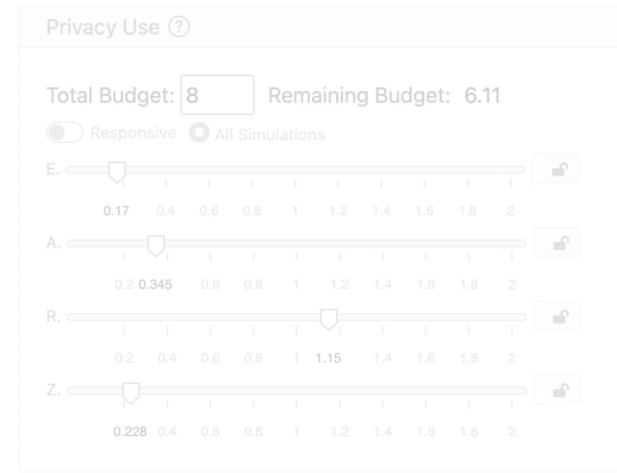 Privacy Use ?
Total Budget: 8 Remaining Budget: 6.11
Responsive All Simulations
E.
0.17 0.4 0.6 0.8 1 1.2 1.4 1.6 1.8 2
A.
0.2 0.345 0.6 0.8 1 1.2 1.4 1.6 1.8 2
R.
0.2 0.4 0.6 0.8 1 1.15 1.4 1.6 1.8 2
Z.
0.228 0.4 0.6 0.8 1 1.2 1.4 1.6 1.8 2